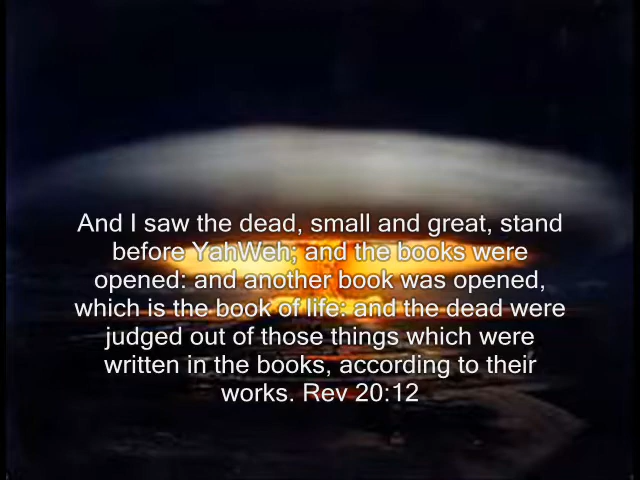 And I saw the dead, small and great, stand
before YahWeh; and the books were
opened: and another book was opened,
which is the book of life: and the dead were
judged out of those things which were
written in the books, according to their
works. Rev 20:12